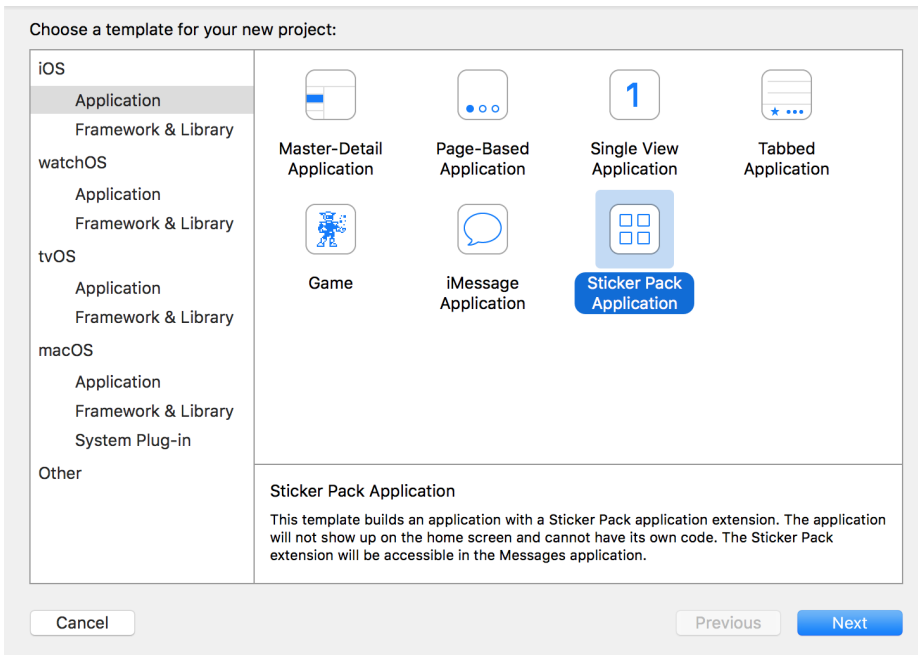 Choose a template for your new project:
iOS
Application
Framework & Library
watchOS
Application
Framework & Library
tvOS
Application
Framework & Library
macOS
Application
Framework & Library
System Plug-in
Other
Master-Detail
Application
Page-Based
Application
1
Single View
Application
Tabbed
Application
Game
iMessage
Application
Sticker Pack
Application
Sticker Pack Application
This template builds an application with a Sticker Pack application extension. The application
will not show up on the home screen and cannot have its own code. The Sticker Pack
extension will be accessible in the Messages application.
Cancel
Previous
Next